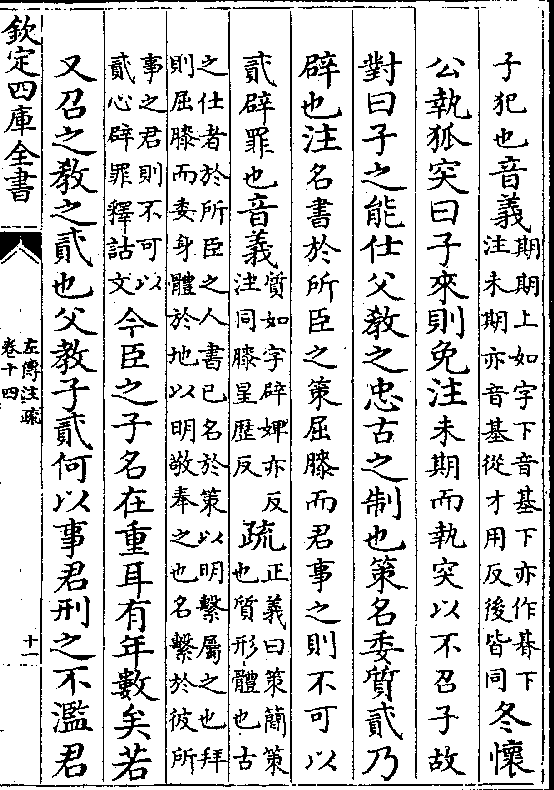 子犯也音義期期上如字下音基下亦作朞下注未期亦音基從才用反後皆同冬懷
公執狐突曰子來則免注未期而執突以不召子故
對曰子之能仕父教之忠古之制也策名委質貳乃
辟也注名書於所臣之策屈膝而君事之則不可以
貳辟罪也音義質如字辟婢亦反注同膝星歷反疏正義曰策簡策也質形體也古
之仕者於所臣之人書已名於策以明繫屬之也拜
則屈膝而委身體於地以明敬奉之也名繫於彼所
事之君則不可以貳心辟罪釋詁文今臣之子名在重耳有年數矣若
又召之教之貳也父教子貳何以事君刑之不濫君
欽定四庫全書
左傳注疏
卷十四
十一